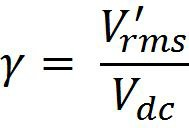 γ = V′rms / Vdc